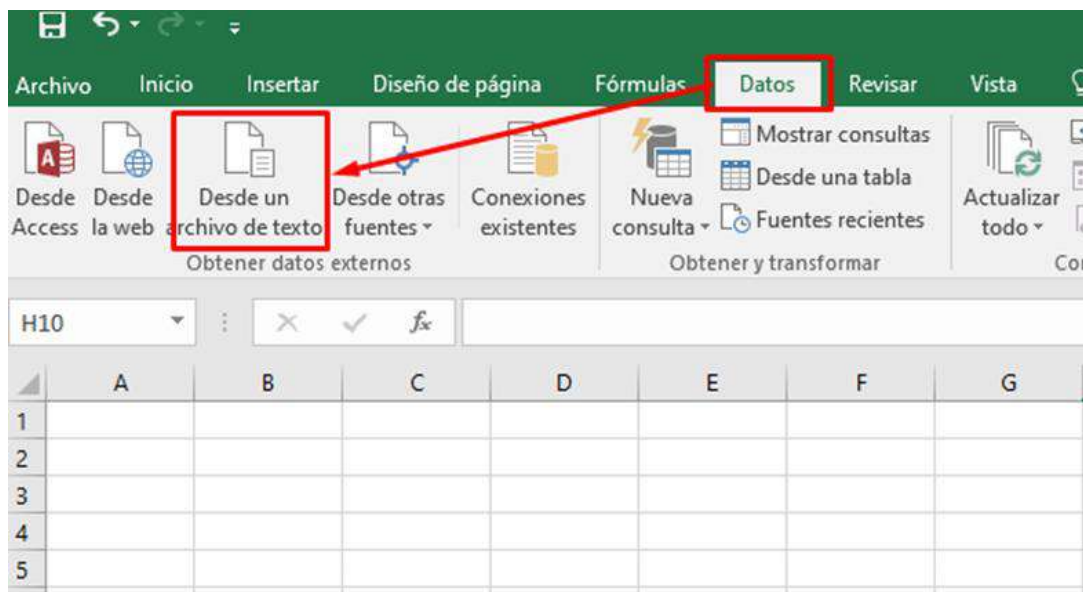 Archivo Inicio Insertar Diseño de página Fórmulas Datos Revisar Vista
Desde Access
Desde la web
Desde un archivo de texto
Desde otras fuentes
Conexiones existentes
Obtener datos externos
Nueva consulta
Mostrar consultas
Desde una tabla
Fuentes recientes
Obtener y transformar
Actualizar todo
H10 fx
A B C D E F G
1
2
3
4
5